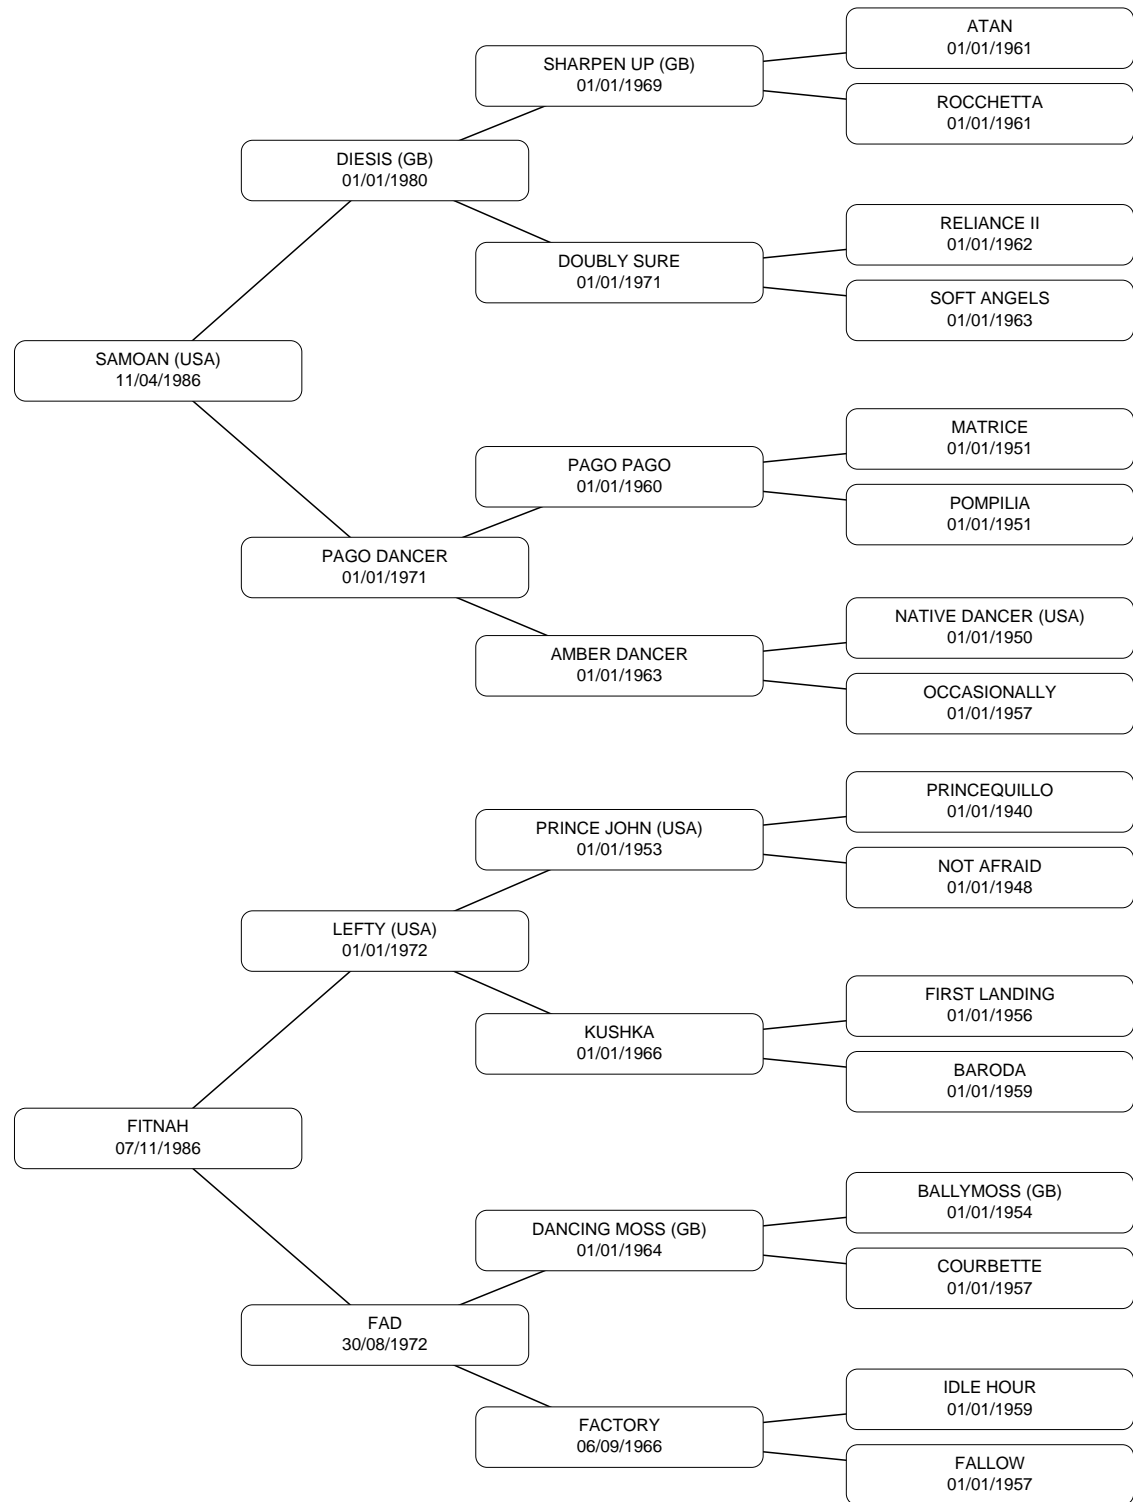 ATAN
01/01/1961
SHARPEN UP (GB)
01/01/1969
ROCCHETTA
01/01/1961
DIESIS (GB)
01/01/1980
RELIANCE II
01/01/1962
DOUBLY SURE
01/01/1971
SOFT ANGELS
01/01/1963
SAMOAN (USA)
11/04/1986
MATRICE
01/01/1951
PAGO PAGO
01/01/1960
POMPILIA
01/01/1951
PAGO DANCER
01/01/1971
NATIVE DANCER (USA)
01/01/1950
AMBER DANCER
01/01/1963
OCCASIONALLY
01/01/1957
PRINCEQUILLO
01/01/1940
PRINCE JOHN (USA)
01/01/1953
NOT AFRAID
01/01/1948
LEFTY (USA)
01/01/1972
FIRST LANDING
01/01/1956
KUSHKA
01/01/1966
BARODA
01/01/1959
FITNAH
07/11/1986
BALLYMOSS (GB)
01/01/1954
DANCING MOSS (GB)
01/01/1964
COURBETTE
01/01/1957
FAD
30/08/1972
IDLE HOUR
01/01/1959
FACTORY
06/09/1966
FALLOW
01/01/1957